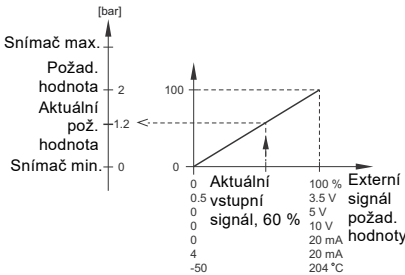 [bar]
Snímač max.
Požad.
hodnota
2
Aktuální
pož.
hodnota
1.2
Snímač min.
0
100
0
0
0.5
0
0
0
4
-50
Aktuální
vstupní
signál, 60 %
100 %
3.5 V
5 V
10 V
20 mA
20 mA
204 °C
Externí
signál
požad.
hodnoty